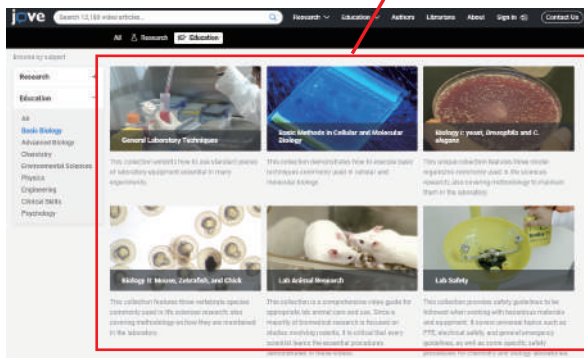 jove
Search 12,160 video articles...
Research
Education
Authors
Librarians
About
Sign In
Contact Us
All
Research
Education
Browse by subject
Research
Education
All
Basic Biology
Advanced Biology
Chemistry
Environmental Sciences
Physics
Engineering
Clinical Skills
Psychology
General Laboratory Techniques
This collection exhibits how to use standard pieces
of laboratory equipment essential in many
experiments.
Basic Methods in Cellular and Molecular
Biology
This collection demonstrates how to execute basic
techniques commonly used in cellular and
molecular biology.
Biology I: yeast, Drosophila and C.
elegans
This unique collection features three model
organisms commonly used in life sciences
research, also covering methodology to maintain
them in the laboratory.
Biology II: Mouse, Zebrafish, and Chick
This collection features three vertebrate species
commonly used in life sciences research, also
covering methodology on how they are maintained
in the laboratory.
Lab Animal Research
This collection is a comprehensive video guide for
appropriate lab animal care and use. Since a
majority of biomedical research is focused on
studies involving rodents, it is critical that every
scientist learns the essential procedures
demonstrated in these videos.
Lab Safety
This collection provides safety guidelines to be
followed when working with hazardous materials
and equipment. It covers universal topics such as
PPE, electrical safety, and general emergency
guidelines, as well as some specific safety
procedures for chemistry and biology